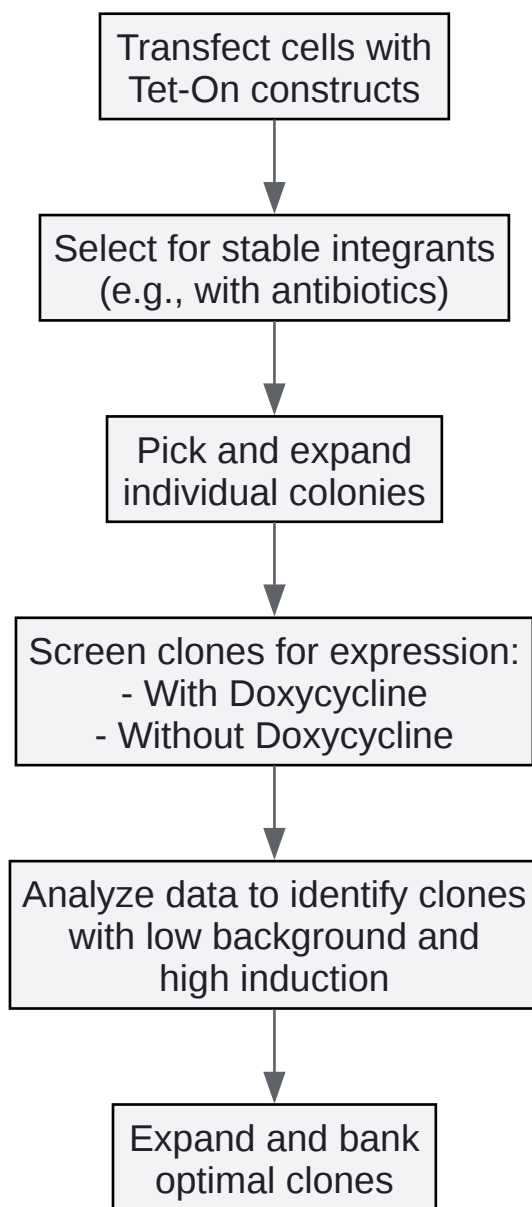 Transfect cells with
Tet-On constructs
Select for stable integrants
(e.g., with antibiotics)
Pick and expand
individual colonies
Screen clones for expression:
- With Doxycycline
- Without Doxycycline
Analyze data to identify clones
with low background and
high induction
Expand and bank
optimal clones